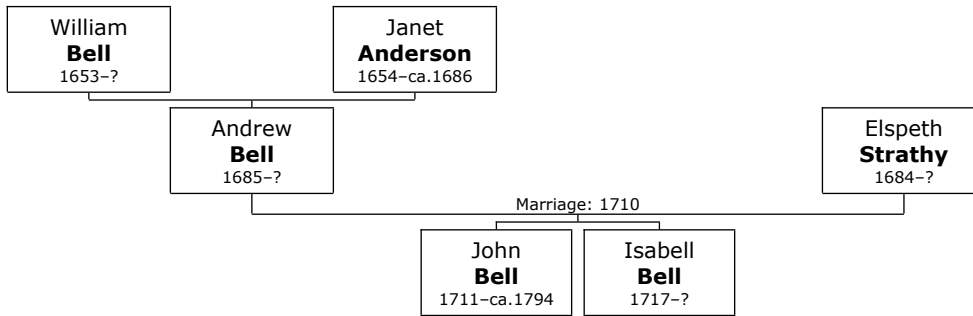 William
Bell
1653–?
Janet
Anderson
1654–ca.1686
Andrew
Bell
1685–?
Elspeth
Strathy
1684–?
Marriage: 1710
John
Bell
1711–ca.1794
Isabell
Bell
1717–?